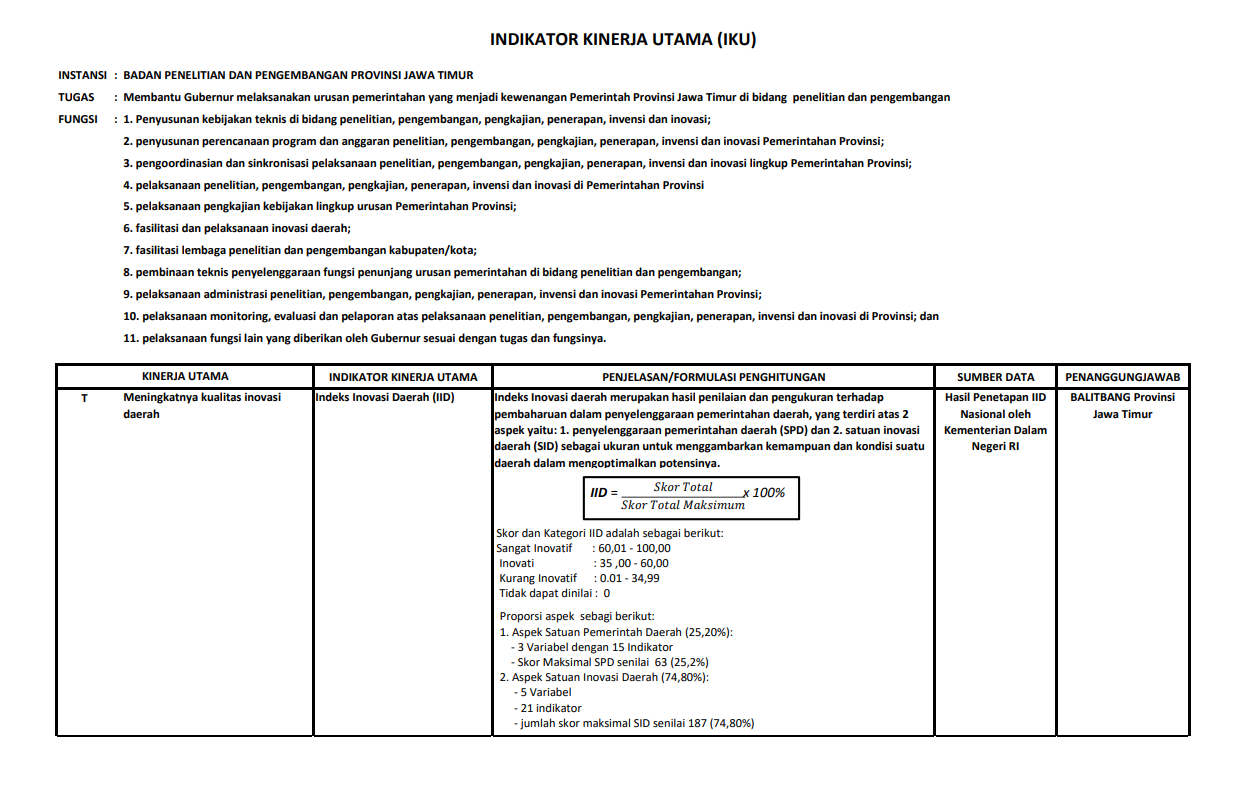 INDIKATOR KINERJA UTAMA (IKU)
INSTANSI : BADAN PENELITIAN DAN PENGEMBANGAN PROVINSI JAWA TIMUR
TUGAS : Membantu Gubernur melaksanakan urusan pemerintahan yang menjadi kewenangan Pemerintah Provinsi Jawa Timur di bidang penelitian dan pengembangan
FUNGSI : 1. Penyusunan kebijakan teknis di bidang penelitian, pengembangan, pengkajian, penerapan, invensi dan inovasi;
2. penyusunan perencanaan program dan anggaran penelitian, pengembangan, pengkajian, penerapan, invensi dan inovasi Pemerintahan Provinsi;
3. pengoordinasian dan sinkronisasi pelaksanaan penelitian, pengembangan, pengkajian, penerapan, invensi dan inovasi lingkup Pemerintahan Provinsi;
4. pelaksanaan penelitian, pengembangan, pengkajian, penerapan, invensi dan inovasi di Pemerintahan Provinsi
5. pelaksanaan pengkajian kebijakan lingkup urusan Pemerintahan Provinsi;
6. fasilitasi dan pelaksanaan inovasi daerah;
7. fasilitasi lembaga penelitian dan pengembangan kabupaten/kota;
8. pembinaan teknis penyelenggaraan fungsi penunjang urusan pemerintahan di bidang penelitian dan pengembangan;
9. pelaksanaan administrasi penelitian, pengembangan, pengkajian, penerapan, invensi dan inovasi Pemerintahan Provinsi;
10. pelaksanaan monitoring, evaluasi dan pelaporan atas pelaksanaan penelitian, pengembangan, pengkajian, penerapan, invensi dan inovasi di Provinsi; dan
11. pelaksanaan fungsi lain yang diberikan oleh Gubernur sesuai dengan tugas dan fungsinya.
KINERJA UTAMA
INDIKATOR KINERJA UTAMA
PENJELASAN/FORMULASI PENGHITUNGAN
SUMBER DATA
PENANGGUNGJAWAB
T
Meningkatnya kualitas inovasi
daerah
Indeks Inovasi Daerah (IID)
Indeks Inovasi daerah merupakan hasil penilaian dan pengukuran terhadap
pembaharuan dalam penyelenggaraan pemerintahan daerah, yang terdiri atas 2
aspek yaitu: 1. penyelenggaraan pemerintahan daerah (SPD) dan 2. satuan inovasi
daerah (SID) sebagai ukuran untuk menggambarkan kemampuan dan kondisi suatu
daerah dalam mengoptimalkan potensinya.
IID = Skor Total / Skor Total Maksimum x 100%
Skor dan Kategori IID adalah sebagai berikut:
Sangat Inovatif : 60,01 - 100,00
Inovati : 35 ,00 - 60,00
Kurang Inovatif : 0.01 - 34,99
Tidak dapat dinilai : 0
Proporsi aspek sebagi berikut:
1. Aspek Satuan Pemerintah Daerah (25,20%):
- 3 Variabel dengan 15 Indikator
- Skor Maksimal SPD senilai 63 (25,2%)
2. Aspek Satuan Inovasi Daerah (74,80%):
- 5 Variabel
- 21 indikator
- jumlah skor maksimal SID senilai 187 (74,80%)
Hasil Penetapan IID
Nasional oleh
Kementerian Dalam
Negeri RI
BALITBANG Provinsi
Jawa Timur